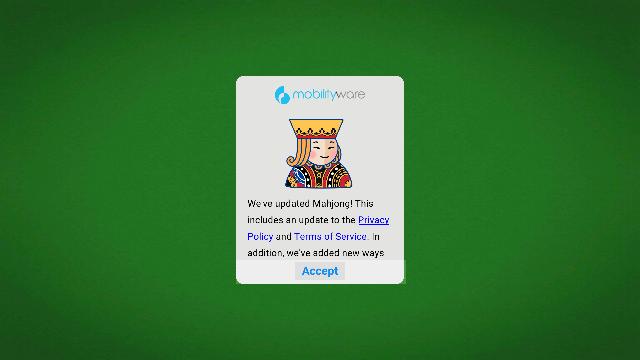 mobilityware
We've updated Mahjong! This
includes an update to the Privacy
Policy and Terms of Service. In
addition, we've added new ways
Accept